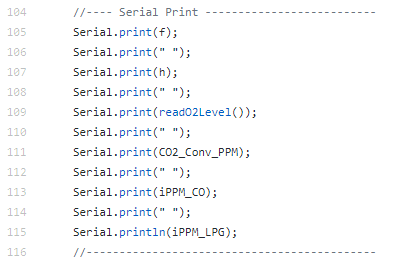 104 //---- Serial Print --------------------------
105 Serial.print(f);
106 Serial.print(" ");
107 Serial.print(h);
108 Serial.print(" ");
109 Serial.print(readO2Level());
110 Serial.print(" ");
111 Serial.print(CO2_Conv_PPM);
112 Serial.print(" ");
113 Serial.print(iPPM_CO);
114 Serial.print(" ");
115 Serial.println(iPPM_LPG);
116 //--------------------------------------------